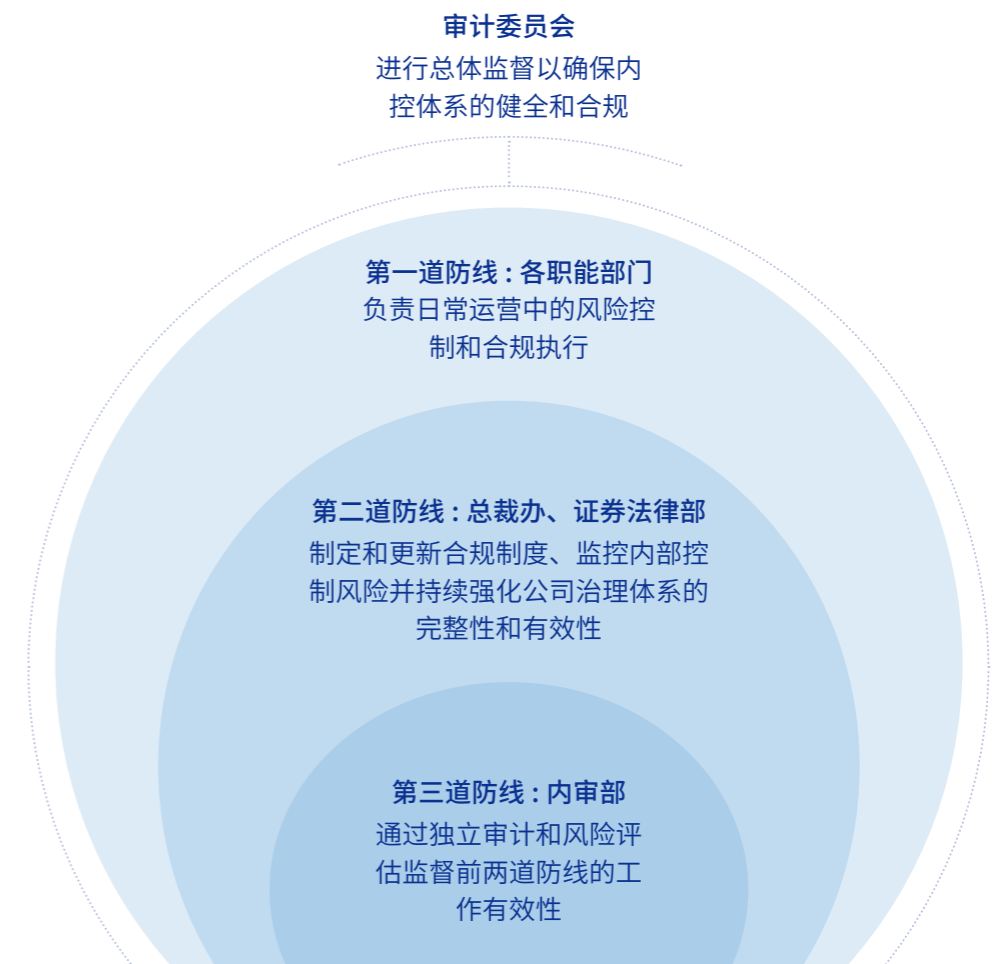 审计委员会
进行总体监督以确保内
控体系的健全和合规
第一道防线：各职能部门
负责日常运营中的风险控
制和合规执行
第二道防线：总裁办、证券法律部
制定和更新合规制度、监控内部控
制风险并持续强化公司治理体系的
完整性和有效性
第三道防线：内审部
通过独立审计和风险评
估监督前两道防线的工
作有效性